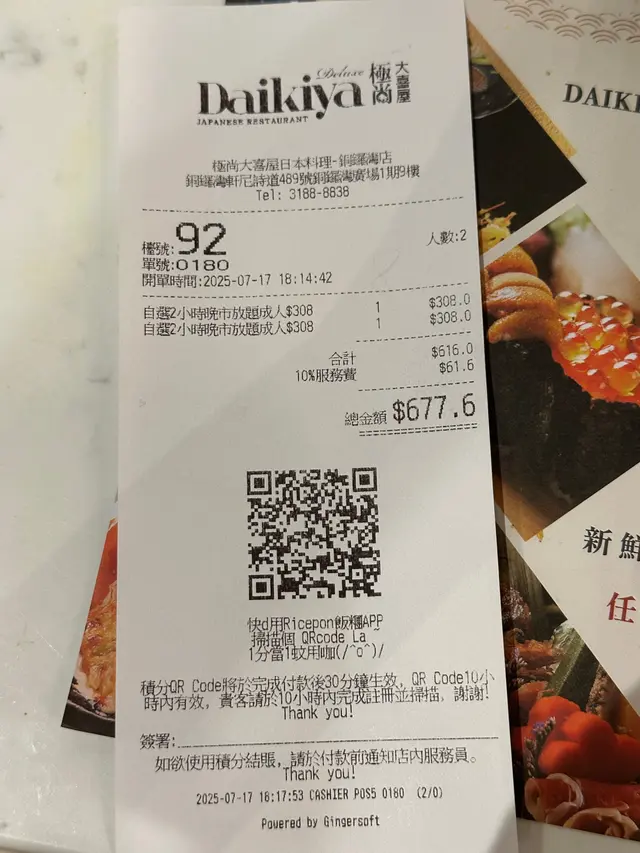 Deluxe
Daikiya 極尚 大喜屋
JAPANESE RESTAURANT
極尚大喜屋日本料理-銅鑼灣店
銅鑼灣軒尼詩道489號銅鑼灣廣場1期9樓
Tel: 3188-8838
檯號:92 人數:2
單號:0180
開單時間:2025-07-17 18:14:42
自選2小時晚市放題成人$308 1 $308.0
自選2小時晚市放題成人$308 1 $308.0
合計 $616.0
10%服務費 $61.6
總金額 $677.6
快d用Ricepon飯糰APP
掃描個 QRcode La ~
1分當1蚊用咖(/^o^)/
積分QR Code將於完成付款後30分鐘生效, QR Code10小
時內有效, 貴客請於10小時內完成註冊並掃描, 謝謝!
Thank you!
簽署:
如欲使用積分結賬, 請於付款前通知店內服務員。
Thank you!
2025-07-17 18:17:53 CASHIER POS5 0180 (2/0)
Powered by Gingersoft
DAIKI
新鮮
任